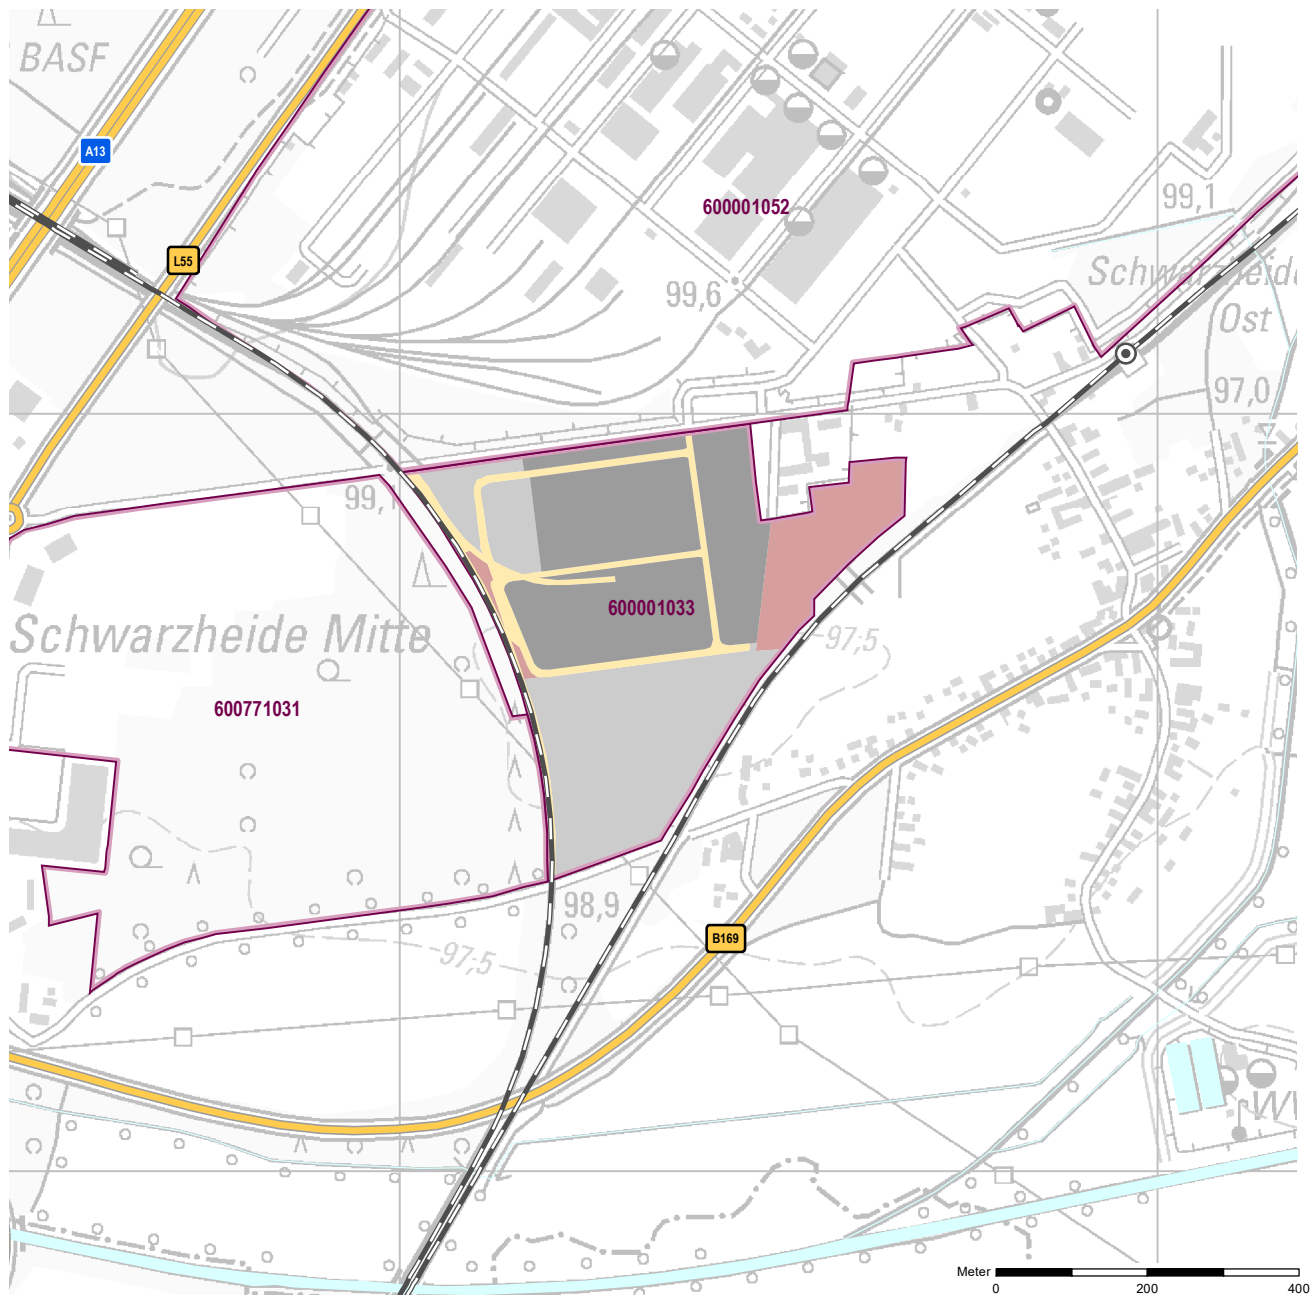 BASF
A13
L55
600001052
99,1
99,6
Schwarzheide
Ost
97,0
99,1
600001033
Schwarzheide Mitte
97,5
600771031
98,9
B169
97,5
Meter
0
200
400